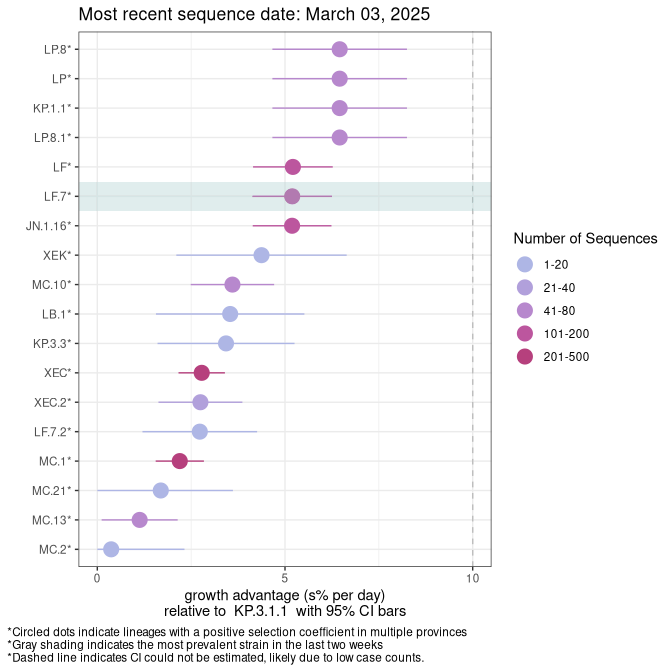 Most recent sequence date: March 03, 2025
LP.8*
LP*
KP.1.1*
LP.8.1*
LF*
LF.7*
JN.1.16*
XEK*
MC.10*
LB.1*
KP.3.3*
XEC*
XEC.2*
LF.7.2*
MC.1*
MC.21*
MC.13*
MC.2*
0 5 10
growth advantage (s% per day)
relative to KP.3.1.1 with 95% CI bars
Number of Sequences
1-20
21-40
41-80
101-200
201-500
*Circled dots indicate lineages with a positive selection coefficient in multiple provinces
*Gray shading indicates the most prevalent strain in the last two weeks
*Dashed line indicates CI could not be estimated, likely due to low case counts.